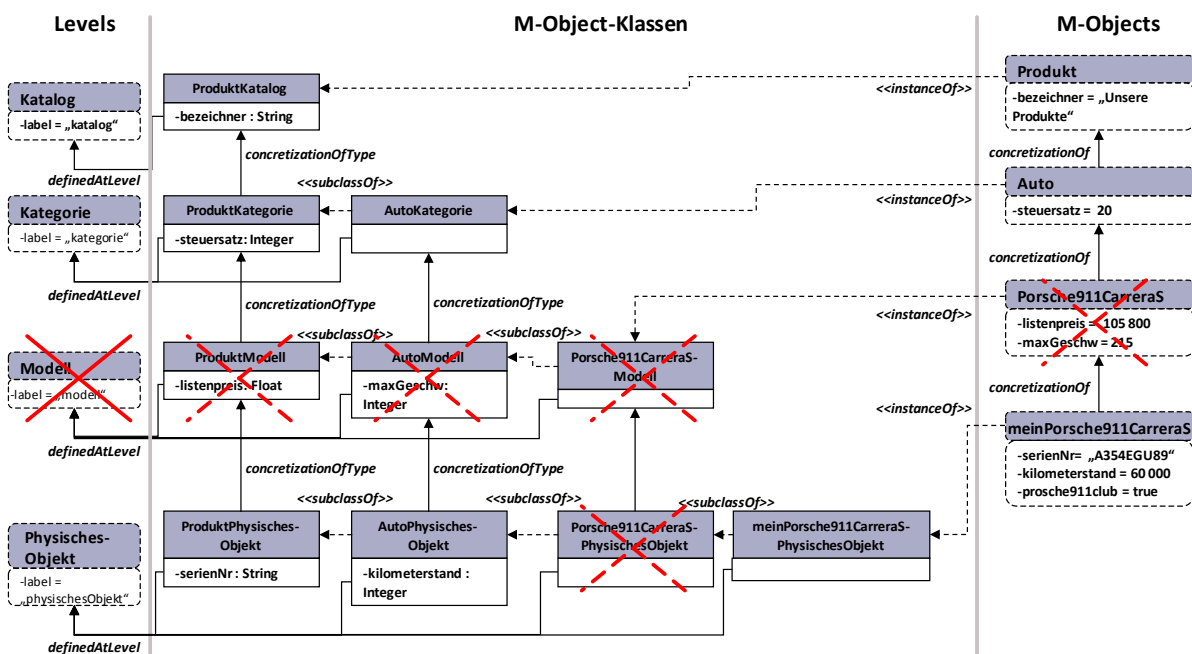 Levels
M-Object-Klassen
M-Objects
Katalog
-label = „katalog“
definedAtLevel
ProduktKatalog
-bezeichner : String
<<instanceOf>>
Produkt
-bezeichner = „Unsere
Produkte“
concretizationOfType
<<subclassOf>>
concretizationOf
Kategorie
-label = „kategorie“
definedAtLevel
ProduktKategorie
-steuersatz: Integer
AutoKategorie
<<instanceOf>>
Auto
-steuersatz = 20
concretizationOfType
<<subclassOf>>
concretizationOfType
<<subclassOf>>
<<instanceOf>>
concretizationOf
Porsche911CarreraS
-listenpreis = 105 800
-maxGeschw = 215
Modell
-label = „modell“
definedAtLevel
ProduktModell
-listenpreis: Float
AutoModell
-maxGeschw:
Integer
Porsche911CarreraS-
Modell
concretizationOf
<<instanceOf>>
meinPorsche911CarreraS
-serienNr= „A354EGU89“
-kilometerstand = 60 000
-prosche911club = true
concretizationOfType
<<subclassOf>>
concretizationOfType
<<subclassOf>>
<<subclassOf>>
Physisches-
Objekt
-label =
„physischesObjekt“
definedAtLevel
ProduktPhysisches-
Objekt
-serienNr : String
AutoPhysisches-
Objekt
-kilometerstand :
Integer
Porsche911CarreraS-
PhysischesObjekt
meinPorsche911CarreraS-
PhysischesObjekt